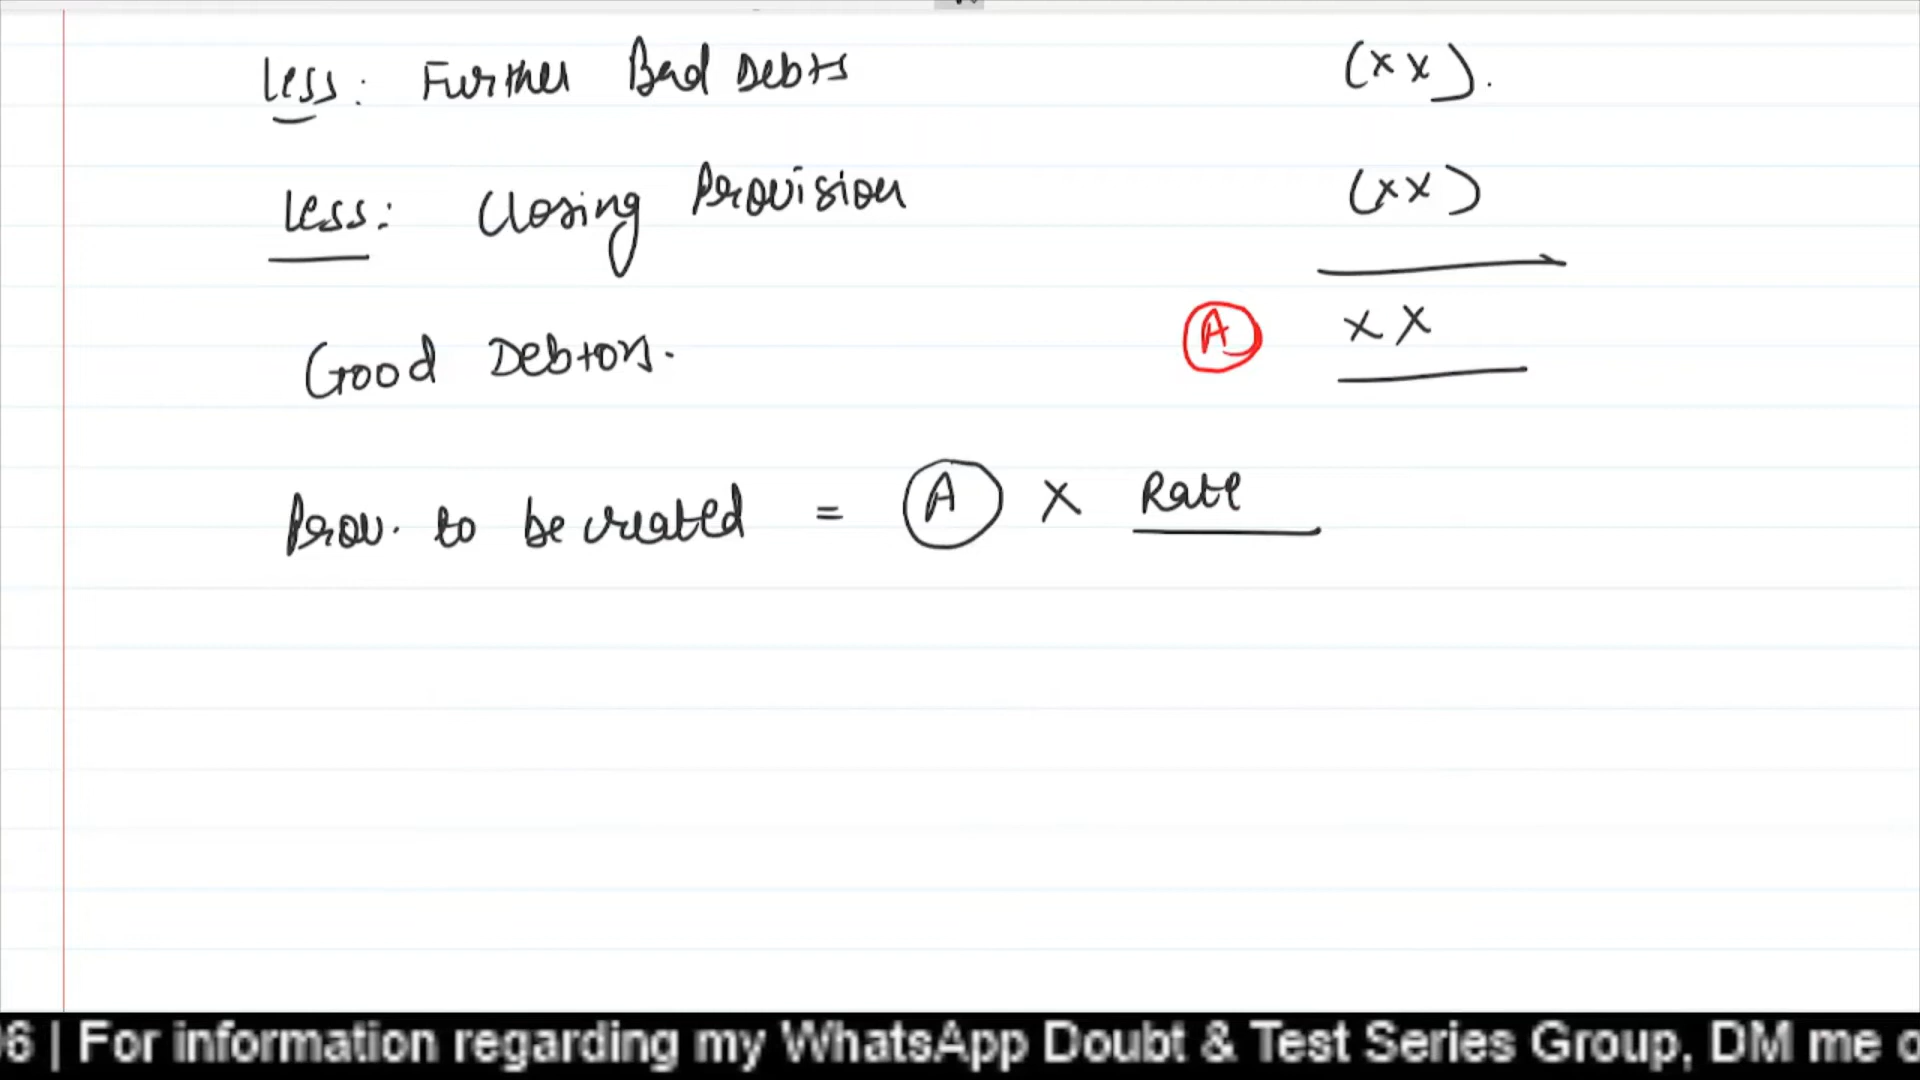 Less: Further Bad Debts (xx).
Less: Closing Provision (xx)
Good Debtors. A xx
Prov. to be created = A x Rate
06 | For information regarding my WhatsApp Doubt & Test Series Group, DM me o